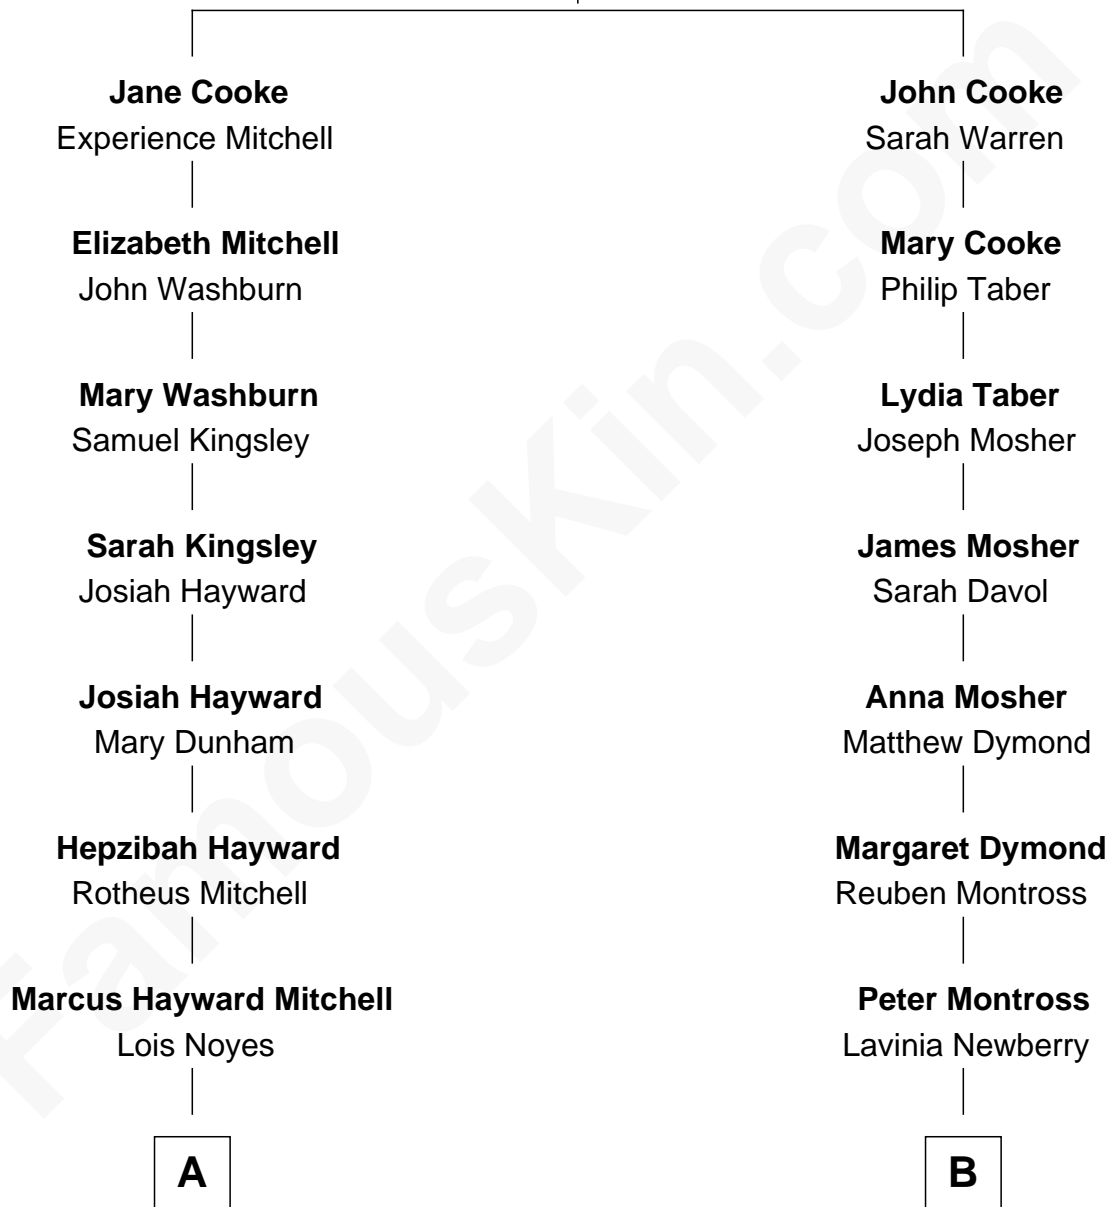 Jane Cooke
Experience Mitchell
Elizabeth Mitchell
John Washburn
Mary Washburn
Samuel Kingsley
Sarah Kingsley
Josiah Hayward
Josiah Hayward
Mary Dunham
Hepzibah Hayward
Rotheus Mitchell
Marcus Hayward Mitchell
Lois Noyes
A
John Cooke
Sarah Warren
Mary Cooke
Philip Taber
Lydia Taber
Joseph Mosher
James Mosher
Sarah Davol
Anna Mosher
Matthew Dymond
Margaret Dymond
Reuben Montross
Peter Montross
Lavinia Newberry
B
FamousKin.com